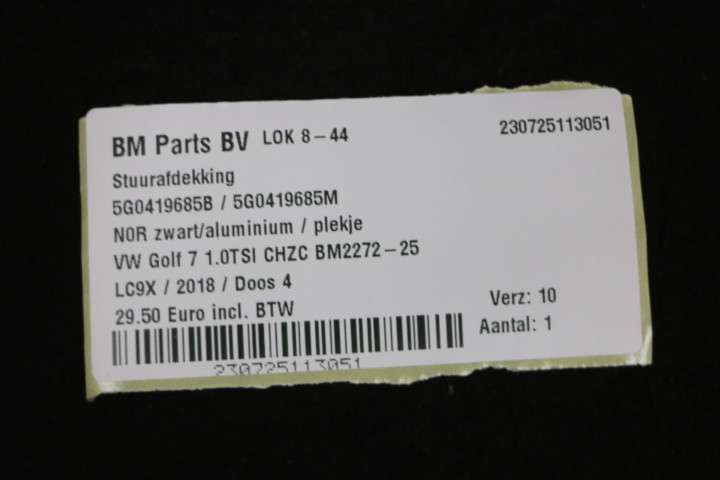 BM Parts BV LOK 8-44 230725113051
Stuurafdekking
5G0419685B / 5G0419685M
N0R zwart/aluminium / plekje
VW Golf 7 1.0TSI CHZC BM2272-25
LC9X / 2018 / Doos 4
29.50 Euro incl. BTW
Verz: 10
Aantal: 1
230725113051